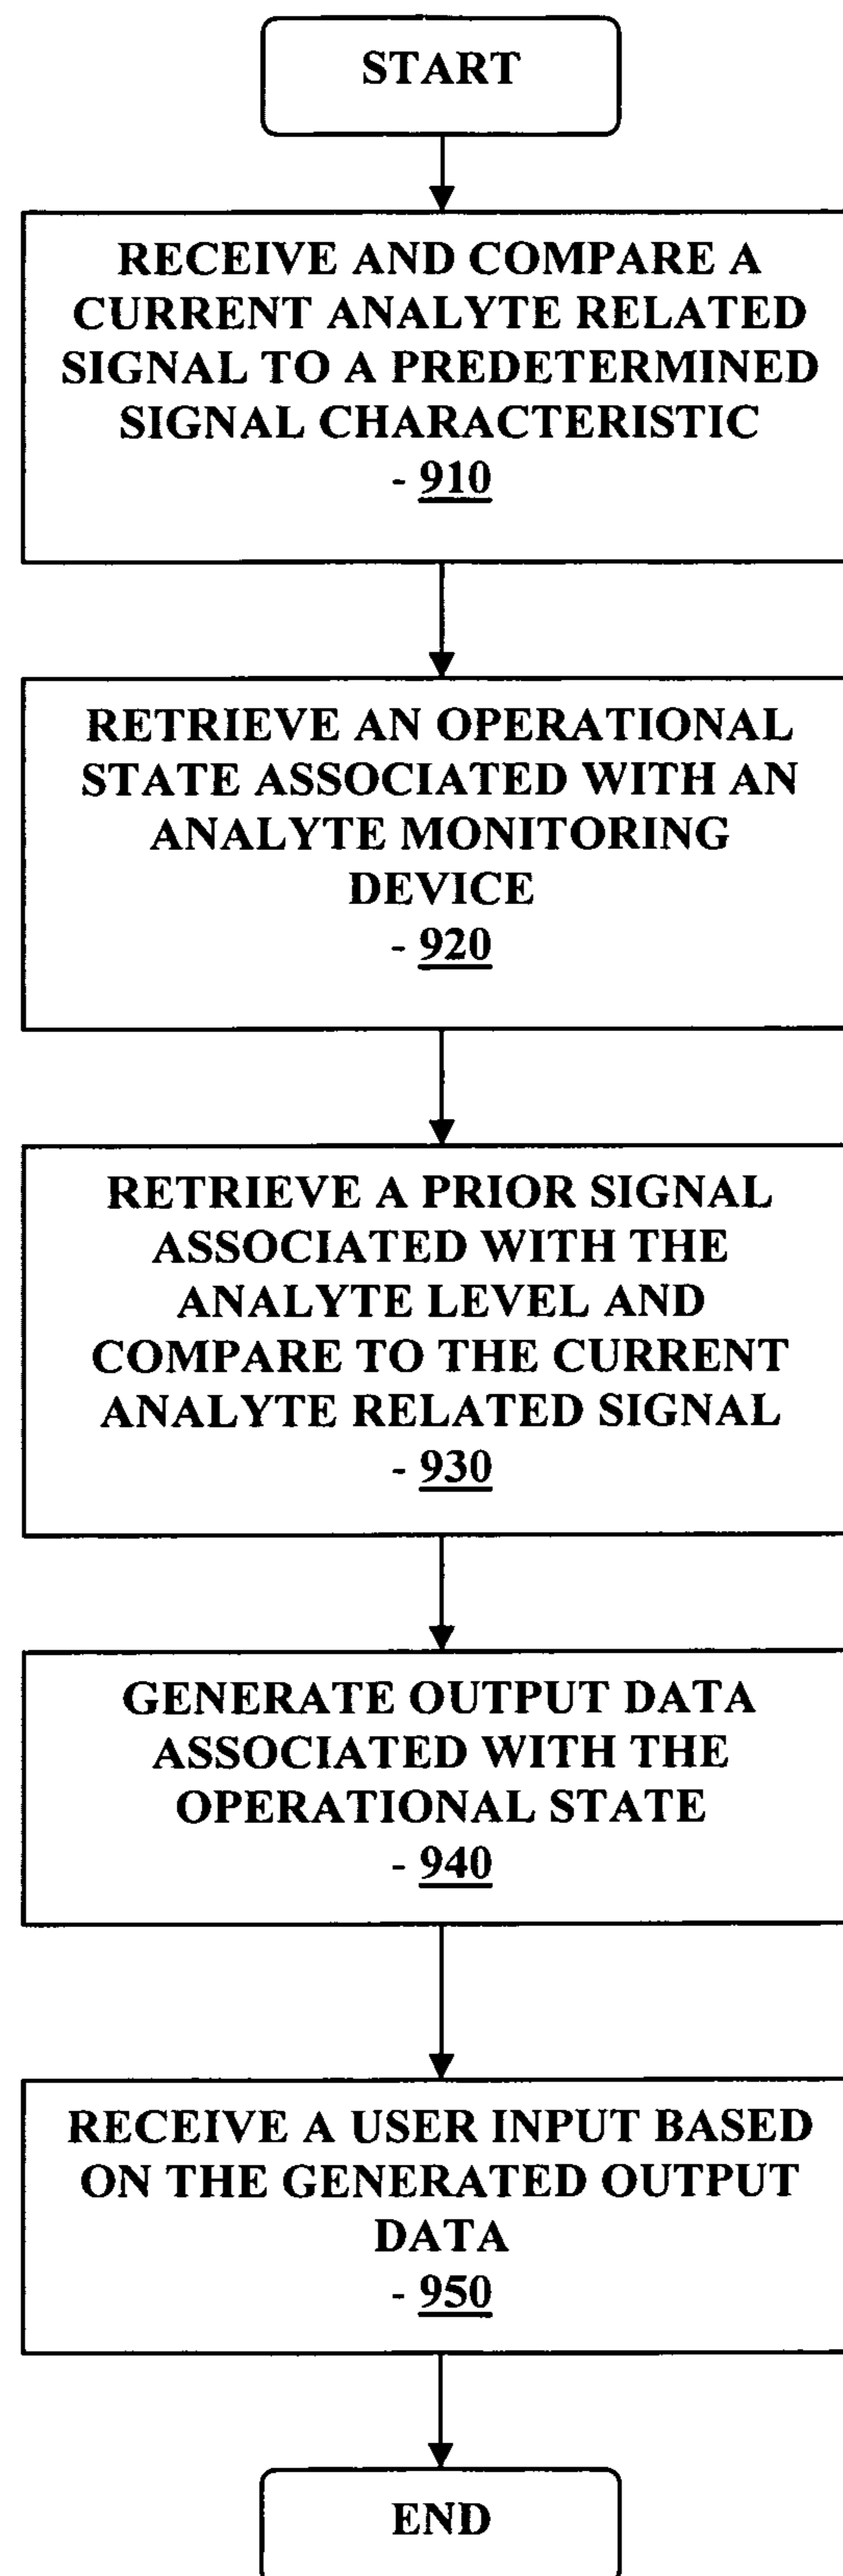 START
RECEIVE AND COMPARE A
CURRENT ANALYTE RELATED
SIGNAL TO A PREDETERMINED
SIGNAL CHARACTERISTIC
- 910
RETRIEVE AN OPERATIONAL
STATE ASSOCIATED WITH AN
ANALYTE MONITORING
DEVICE
- 920
RETRIEVE A PRIOR SIGNAL
ASSOCIATED WITH THE
ANALYTE LEVEL AND
COMPARE TO THE CURRENT
ANALYTE RELATED SIGNAL
- 930
GENERATE OUTPUT DATA
ASSOCIATED WITH THE
OPERATIONAL STATE
- 940
RECEIVE A USER INPUT BASED
ON THE GENERATED OUTPUT
DATA
- 950
END